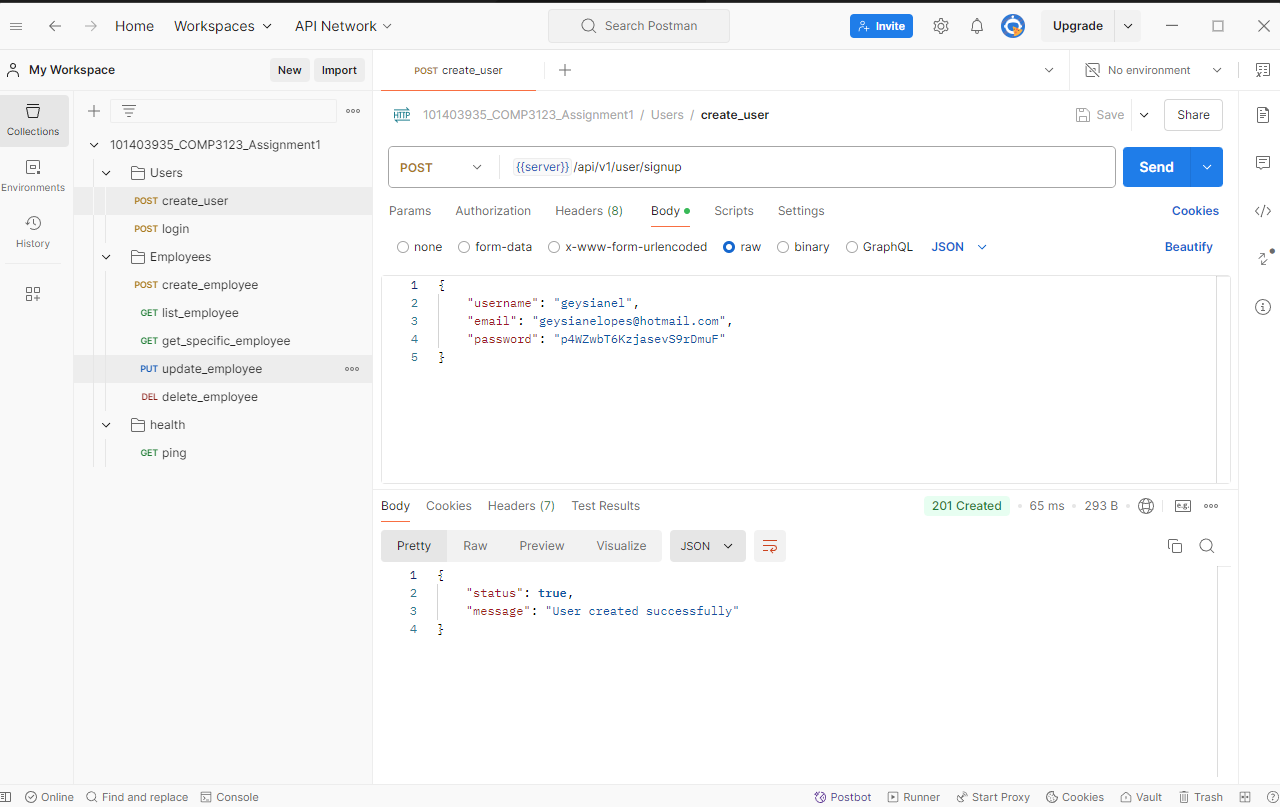 Home Workspaces API Network Search Postman Invite Upgrade
My Workspace New Import POST create_user No environment
Collections
Environments
History
101403935_COMP3123_Assignment1
Users
POST create_user
POST login
Employees
POST create_employee
GET list_employee
GET get_specific_employee
PUT update_employee
DEL delete_employee
health
GET ping
HTTP 101403935_COMP3123_Assignment1 / Users / create_user Save Share
POST {{server}} /api/v1/user/signup Send
Params Authorization Headers (8) Body Scripts Settings Cookies
none form-data x-www-form-urlencoded raw binary GraphQL JSON Beautify
1 {
2 "username": "geysianel",
3 "email": "geysianelopes@hotmail.com",
4 "password": "p4WZwbT6KzjasevS9rDmuF"
5 }
Body Cookies Headers (7) Test Results 201 Created 65 ms 293 B e.g.
Pretty Raw Preview Visualize JSON
1 {
2 "status": true,
3 "message": "User created successfully"
4 }
Online Find and replace Console Postbot Runner Start Proxy Cookies Vault Trash